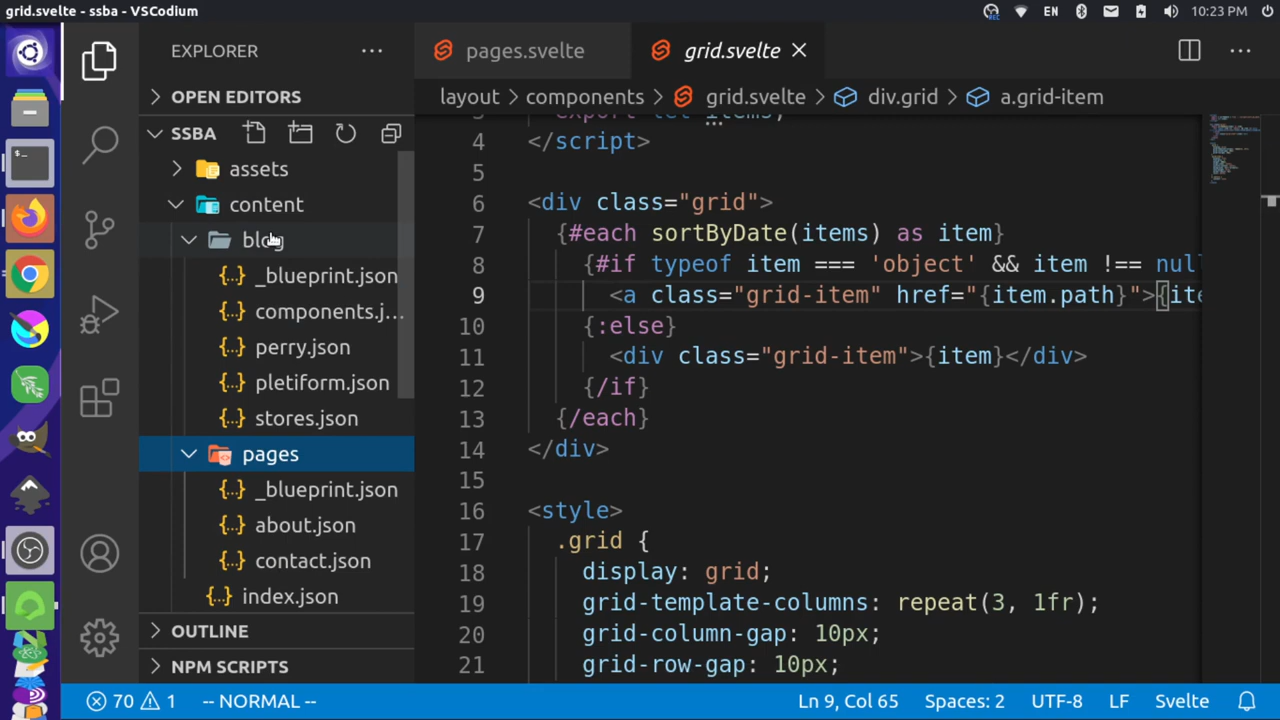 grid.svelte - ssba - VSCodium
EN
10:23 PM
EXPLORER
OPEN EDITORS
SSBA
assets
content
blog
_blueprint.json
components.j...
perry.json
pletiform.json
stores.json
pages
_blueprint.json
about.json
contact.json
index.json
OUTLINE
NPM SCRIPTS
pages.svelte
grid.svelte
layout > components > grid.svelte > div.grid > a.grid-item
4 </script>
5
6 <div class="grid">
7 {#each sortByDate(items) as item}
8 {#if typeof item === 'object' && item !== null
9 <a class="grid-item" href="{item.path}">{ite
10 {:else}
11 <div class="grid-item">{item}</div>
12 {/if}
13 {/each}
14 </div>
15
16 <style>
17 .grid {
18 display: grid;
19 grid-template-columns: repeat(3, 1fr);
20 grid-column-gap: 10px;
21 grid-row-gap: 10px;
70 1 -- NORMAL -- Ln 9, Col 65 Spaces: 2 UTF-8 LF Svelte